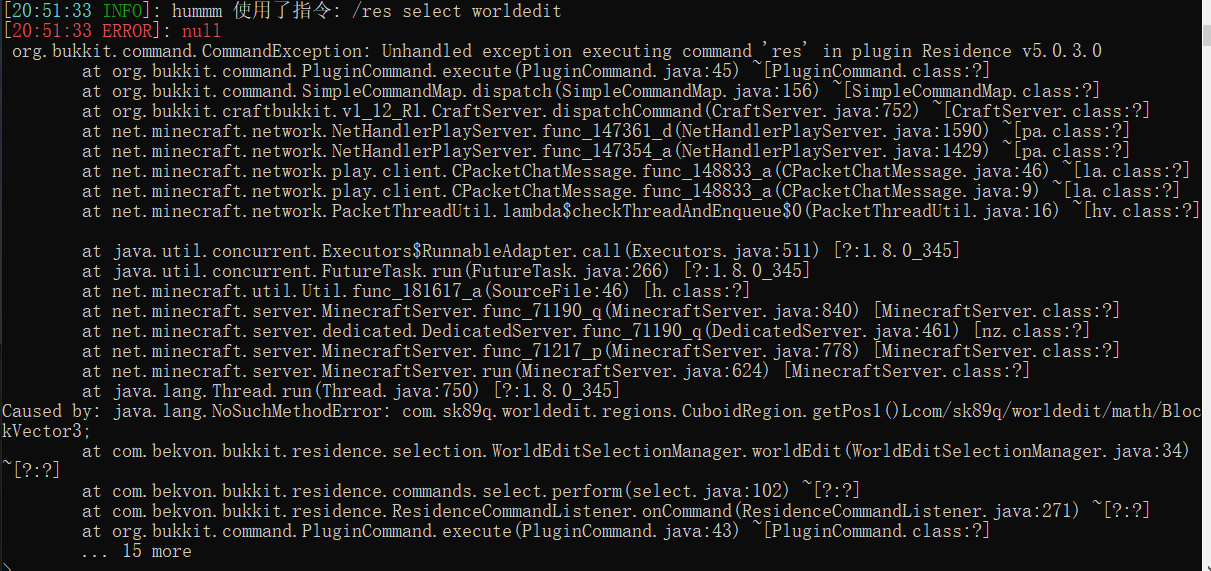 [20:51:33 INFO]: hummm 使用了指令: /res select worldedit
[20:51:33 ERROR]: null
org.bukkit.command.CommandException: Unhandled exception executing command 'res' in plugin Residence v5.0.3.0
at org.bukkit.command.PluginCommand.execute(PluginCommand.java:45) ~[PluginCommand.class:?]
at org.bukkit.command.SimpleCommandMap.dispatch(SimpleCommandMap.java:156) ~[SimpleCommandMap.class:?]
at org.bukkit.craftbukkit.v1_12_R1.CraftServer.dispatchCommand(CraftServer.java:752) ~[CraftServer.class:?]
at net.minecraft.network.NetHandlerPlayServer.func_147361_d(NetHandlerPlayServer.java:1590) ~[pa.class:?]
at net.minecraft.network.NetHandlerPlayServer.func_147354_a(NetHandlerPlayServer.java:1429) ~[pa.class:?]
at net.minecraft.network.play.client.CPacketChatMessage.func_148833_a(CPacketChatMessage.java:46) ~[la.class:?]
at net.minecraft.network.play.client.CPacketChatMessage.func_148833_a(CPacketChatMessage.java:9) ~[la.class:?]
at net.minecraft.network.PacketThreadUtil.lambda$checkThreadAndEnqueue$0(PacketThreadUtil.java:16) ~[hv.class:?]
at java.util.concurrent.Executors$RunnableAdapter.call(Executors.java:511) [?:1.8.0_345]
at java.util.concurrent.FutureTask.run(FutureTask.java:266) [?:1.8.0_345]
at net.minecraft.util.Util.func_181617_a(SourceFile:46) [h.class:?]
at net.minecraft.server.MinecraftServer.func_71190_q(MinecraftServer.java:840) [MinecraftServer.class:?]
at net.minecraft.server.dedicated.DedicatedServer.func_71190_q(DedicatedServer.java:461) [nz.class:?]
at net.minecraft.server.MinecraftServer.func_71217_p(MinecraftServer.java:778) [MinecraftServer.class:?]
at net.minecraft.server.MinecraftServer.run(MinecraftServer.java:624) [MinecraftServer.class:?]
at java.lang.Thread.run(Thread.java:750) [?:1.8.0_345]
Caused by: java.lang.NoSuchMethodError: com.sk89q.worldedit.regions.CuboidRegion.getPos1()Lcom/sk89q/worldedit/math/Bloc
kVector3;
at com.bekvon.bukkit.residence.selection.WorldEditSelectionManager.worldEdit(WorldEditSelectionManager.java:34)
~[?:?]
at com.bekvon.bukkit.residence.commands.select.perform(select.java:102) ~[?:?]
at com.bekvon.bukkit.residence.ResidenceCommandListener.onCommand(ResidenceCommandListener.java:271) ~[?:?]
at org.bukkit.command.PluginCommand.execute(PluginCommand.java:43) ~[PluginCommand.class:?]
... 15 more